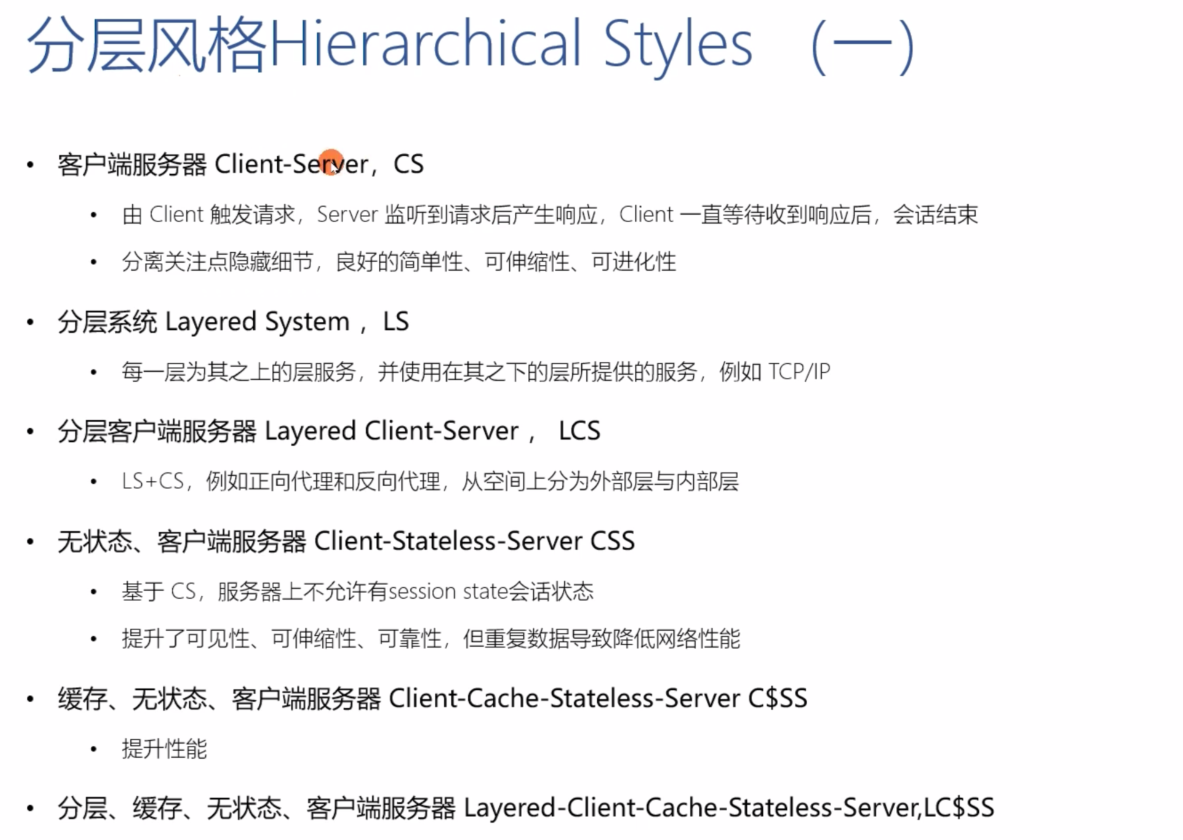 分层风格Hierarchical Styles （一）
• 客户端服务器 Client-Server，CS
• 由 Client 触发请求，Server 监听到请求后产生响应，Client 一直等待收到响应后，会话结束
• 分离关注点隐藏细节，良好的简单性、可伸缩性、可进化性
• 分层系统 Layered System ，LS
• 每一层为其之上的层服务，并使用在其之下的层所提供的服务，例如 TCP/IP
• 分层客户端服务器 Layered Client-Server ， LCS
• LS+CS，例如正向代理和反向代理，从空间上分为外部层与内部层
• 无状态、客户端服务器 Client-Stateless-Server CSS
• 基于 CS，服务器上不允许有session state会话状态
• 提升了可见性、可伸缩性、可靠性，但重复数据导致降低网络性能
• 缓存、无状态、客户端服务器 Client-Cache-Stateless-Server C$SS
• 提升性能
• 分层、缓存、无状态、客户端服务器 Layered-Client-Cache-Stateless-Server,LC$SS